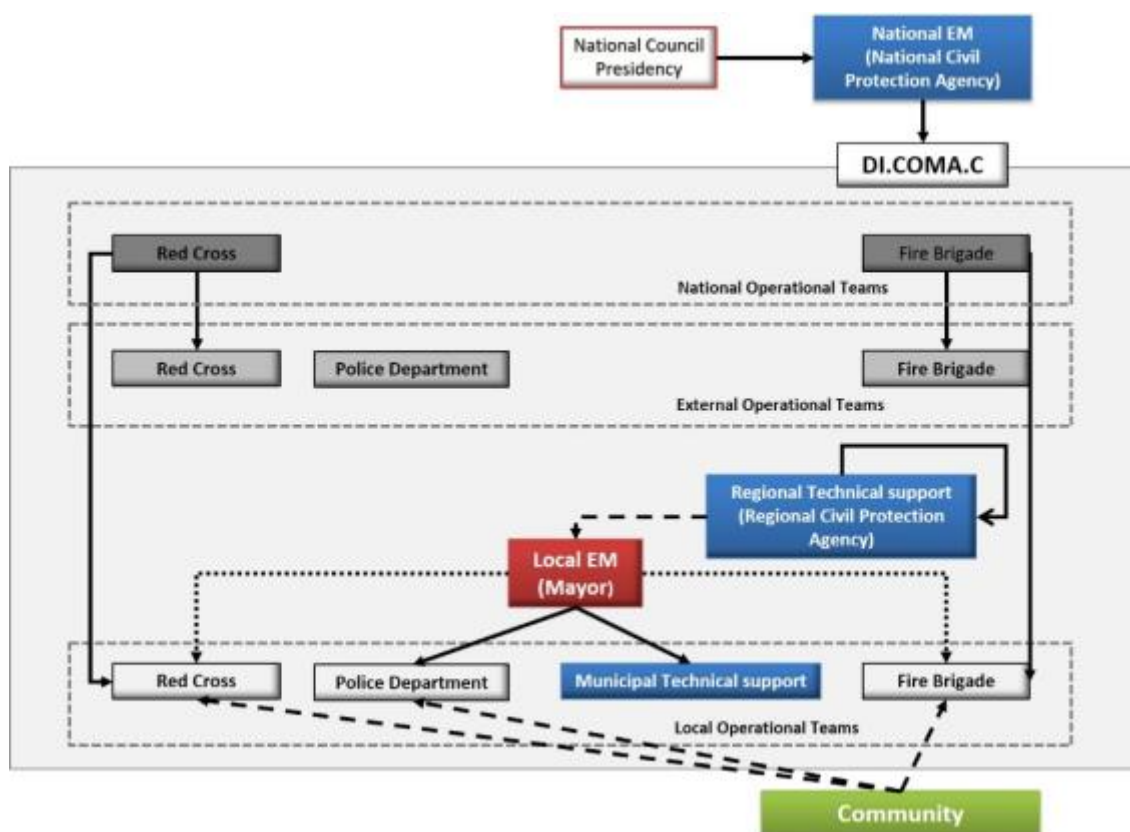 National Council
Presidency
National EM
(National Civil
Protection Agency)
DI.COMA.C
Red Cross
Fire Brigade
National Operational Teams
Red Cross
Police Department
Fire Brigade
External Operational Teams
Regional Technical support
(Regional Civil Protection
Agency)
Local EM
(Mayor)
Red Cross
Police Department
Municipal Technical support
Fire Brigade
Local Operational Teams
Community